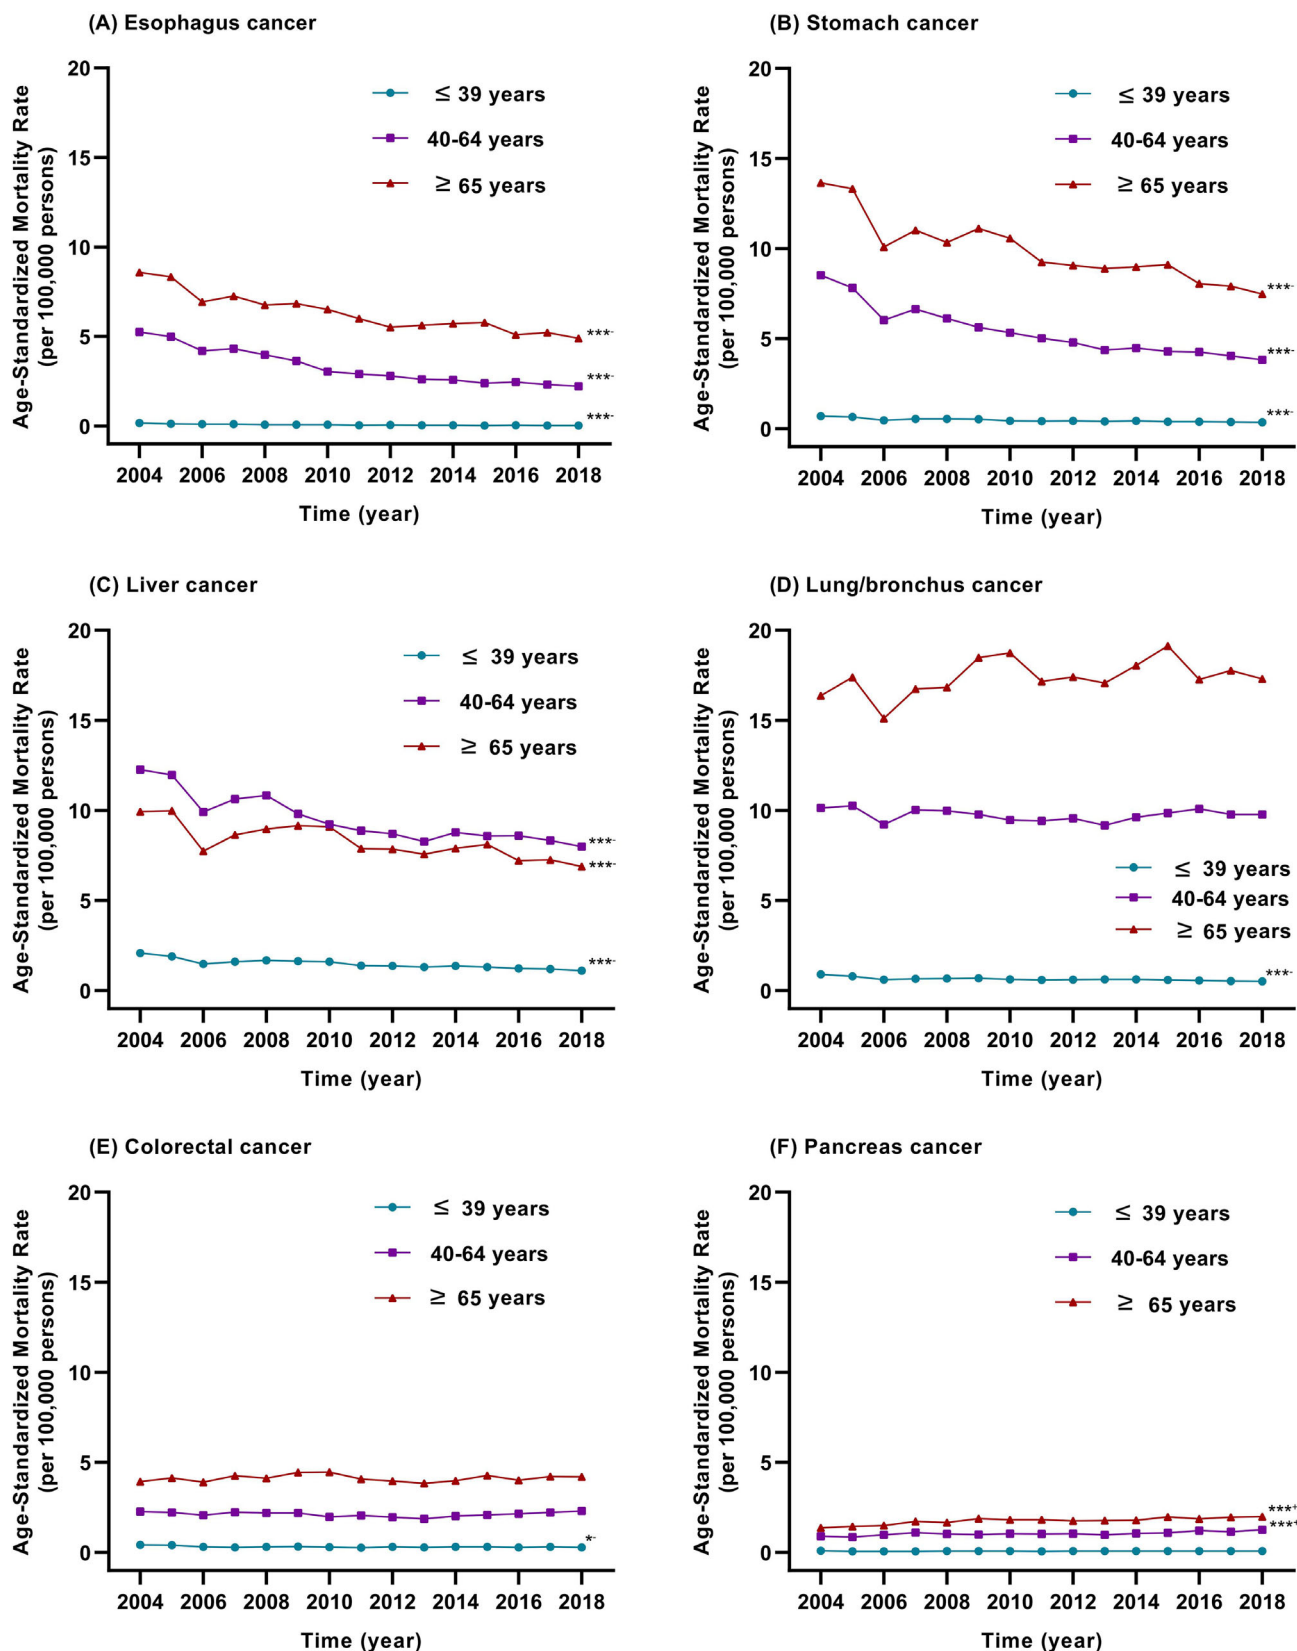 (A) Esophagus cancer
Age-Standardized Mortality Rate
(per 100,000 persons)
20
15
10
5
0
≤ 39 years
40-64 years
≥ 65 years
***-
***-
***-
2004 2006 2008 2010 2012 2014 2016 2018
Time (year)
(B) Stomach cancer
Age-Standardized Mortality Rate
(per 100,000 persons)
20
15
10
5
0
≤ 39 years
40-64 years
≥ 65 years
***-
***-
***-
2004 2006 2008 2010 2012 2014 2016 2018
Time (year)
(C) Liver cancer
Age-Standardized Mortality Rate
(per 100,000 persons)
20
15
10
5
0
≤ 39 years
40-64 years
≥ 65 years
***-
***-
***-
2004 2006 2008 2010 2012 2014 2016 2018
Time (year)
(D) Lung/bronchus cancer
Age-Standardized Mortality Rate
(per 100,000 persons)
20
15
10
5
0
≤ 39 years
40-64 years
≥ 65 years
***-
2004 2006 2008 2010 2012 2014 2016 2018
Time (year)
(E) Colorectal cancer
Age-Standardized Mortality Rate
(per 100,000 persons)
20
15
10
5
0
≤ 39 years
40-64 years
≥ 65 years
*-
2004 2006 2008 2010 2012 2014 2016 2018
Time (year)
(F) Pancreas cancer
Age-Standardized Mortality Rate
(per 100,000 persons)
20
15
10
5
0
≤ 39 years
40-64 years
≥ 65 years
***+
***+
2004 2006 2008 2010 2012 2014 2016 2018
Time (year)